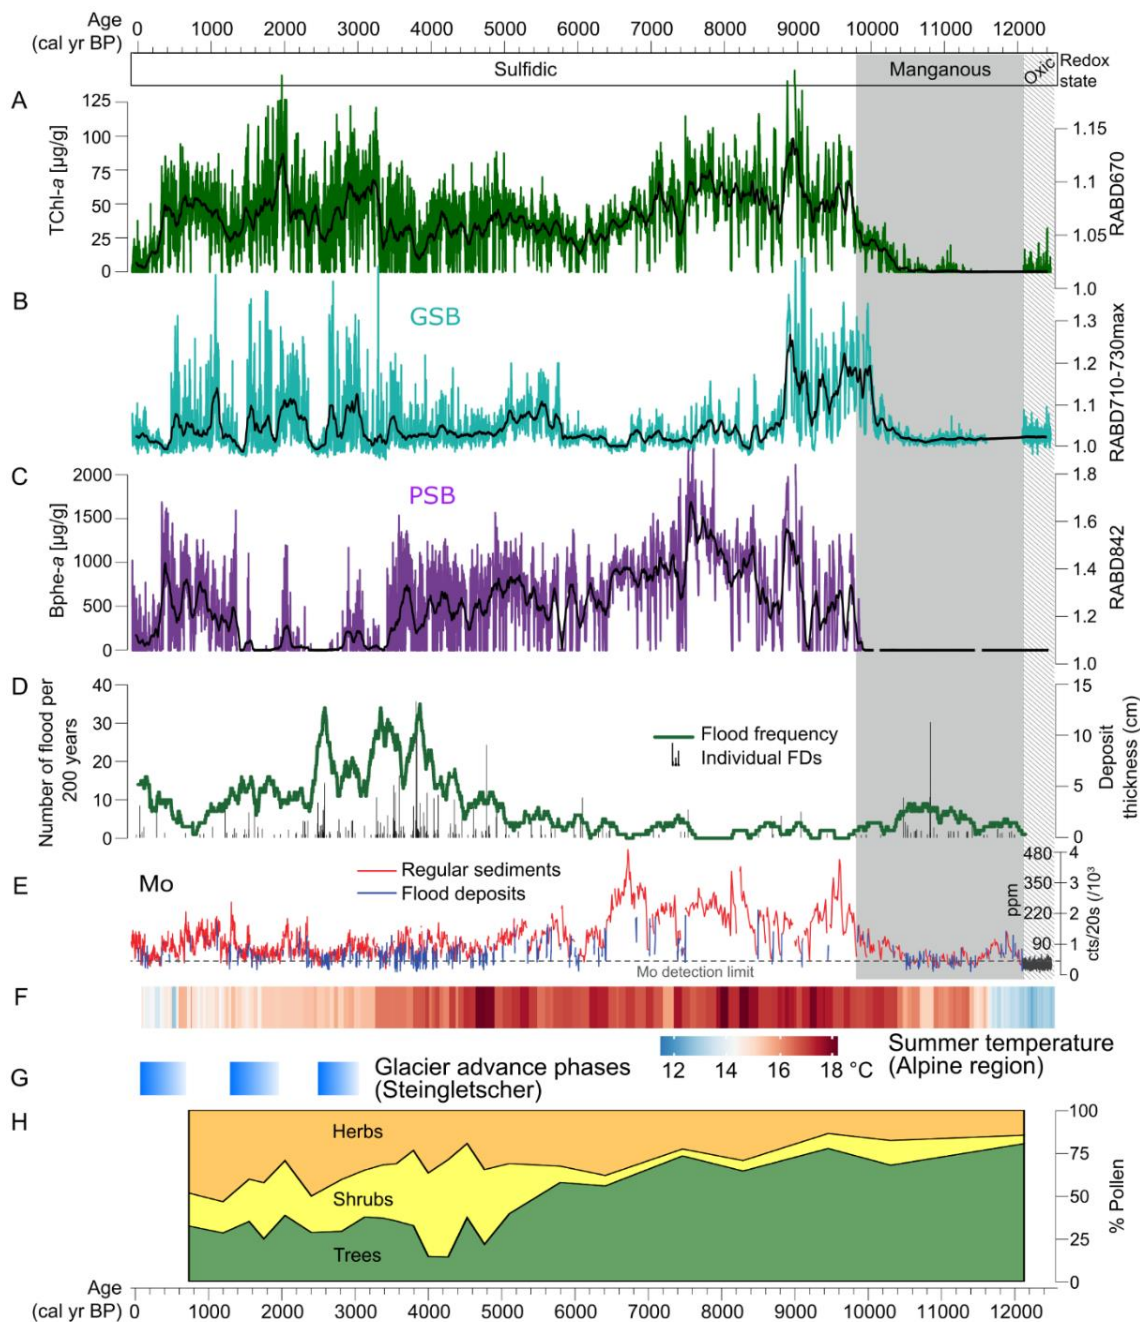 Age
(cal yr BP)
0 1000 2000 3000 4000 5000 6000 7000 8000 9000 10000 11000 12000
Sulfidic Manganous Oxic Redox state
A
TChl-a [µg/g]
125
100
75
50
25
0
1.15
1.1
1.05
1.0
RABD670
B
GSB
1.3
1.2
1.1
1.0
RABD710-730max
C
PSB
Bphe-a [µg/g]
2000
1500
1000
500
0
1.8
1.6
1.4
1.2
1.0
RABD842
D
Number of flood per
200 years
40
30
20
10
0
Flood frequency
Individual FDs
15
10
5
0
Deposit
thickness (cm)
E
Mo
Regular sediments
Flood deposits
Mo detection limit
ppm
480
350
220
90
4
3
2
1
0
cts/20s (/10³
F
12 14 16 18 °C
Summer temperature
(Alpine region)
G
Glacier advance phases
(Steingletscher)
H
Herbs
Shrubs
Trees
100
75
50
25
0
% Pollen
Age
(cal yr BP)
0 1000 2000 3000 4000 5000 6000 7000 8000 9000 10000 11000 12000